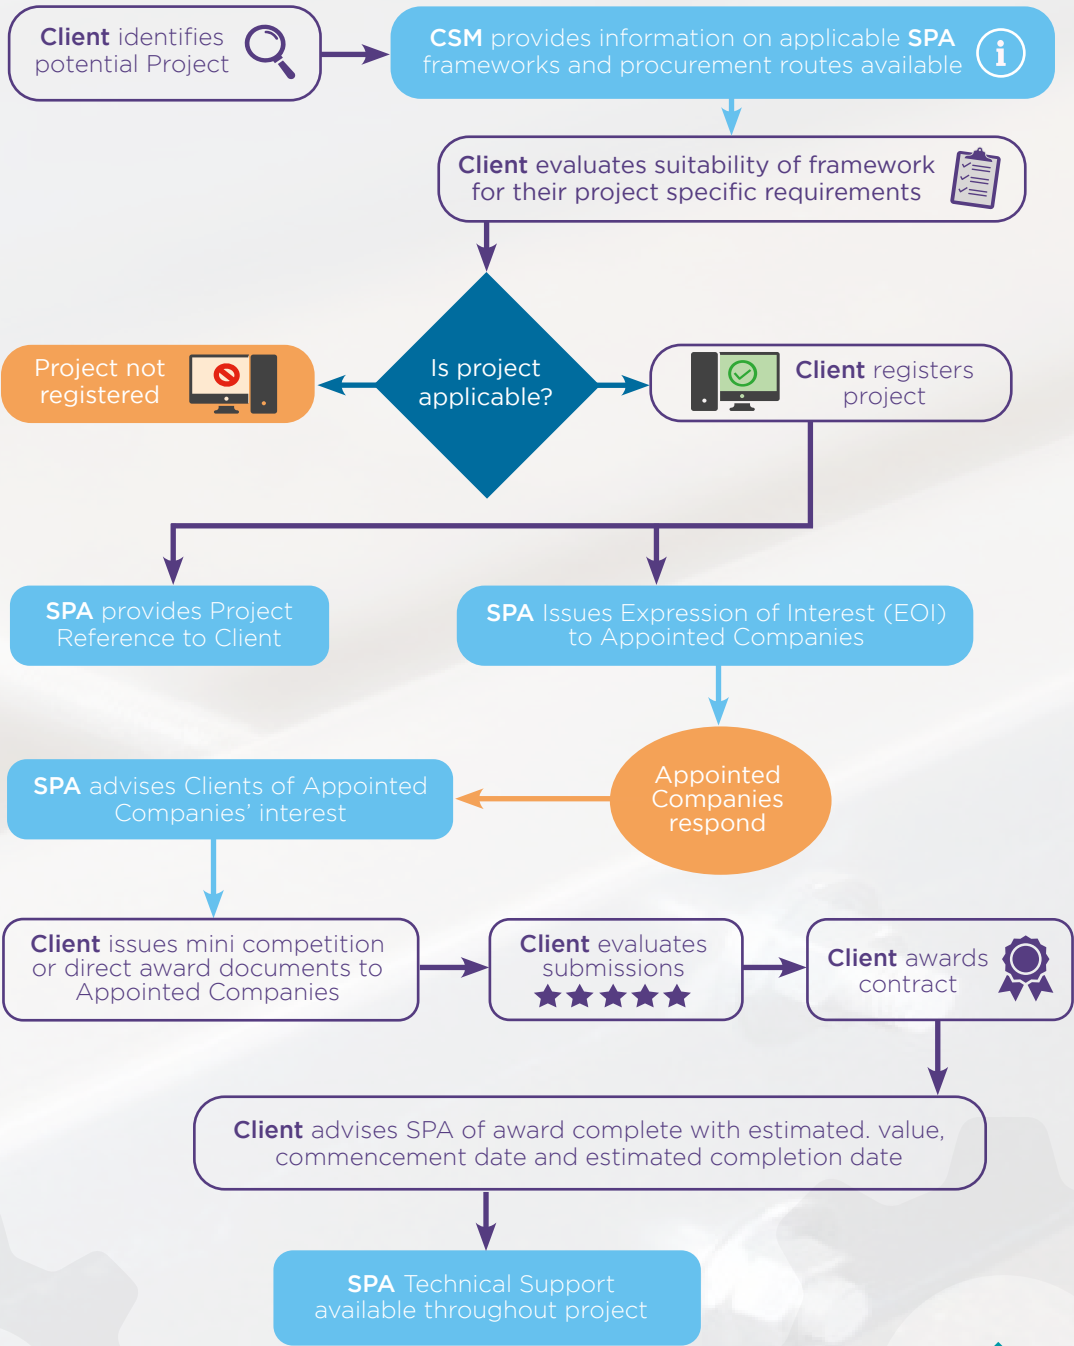 Client identifies
potential Project
CSM provides information on applicable SPA
frameworks and procurement routes available
i
Client evaluates suitability of framework
for their project specific requirements
Is project
applicable?
Project not
registered
Client registers
project
SPA provides Project
Reference to Client
SPA Issues Expression of Interest (EOI)
to Appointed Companies
Appointed
Companies
respond
SPA advises Clients of Appointed
Companies’ interest
Client issues mini competition
or direct award documents to
Appointed Companies
Client evaluates
submissions
Client awards
contract
Client advises SPA of award complete with estimated. value,
commencement date and estimated completion date
SPA Technical Support
available throughout project